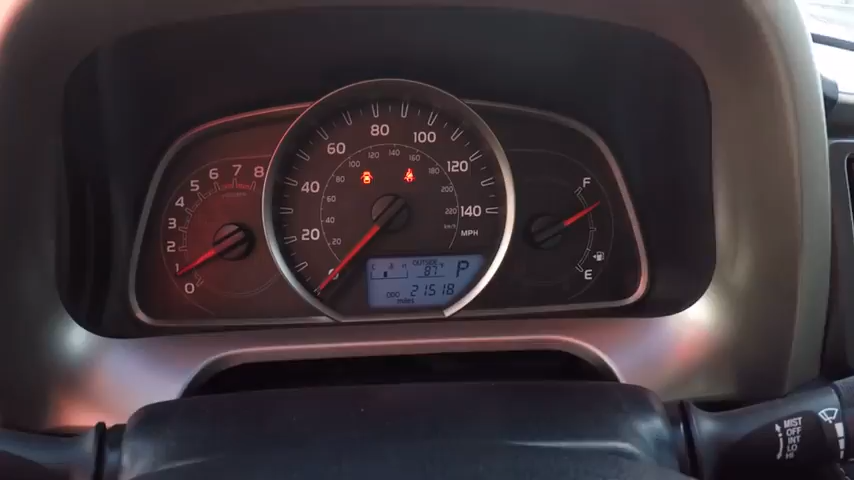 0 1 2 3 4 5 6 7 8
0 20 40 60 80 100 120 140
MPH
20 40 60 80 100 120 140 160 180 200 220
km/h
F
E
C H
OUTSIDE
87°F
P
ODO 21518
miles
MIST
OFF
INT
LO
HI